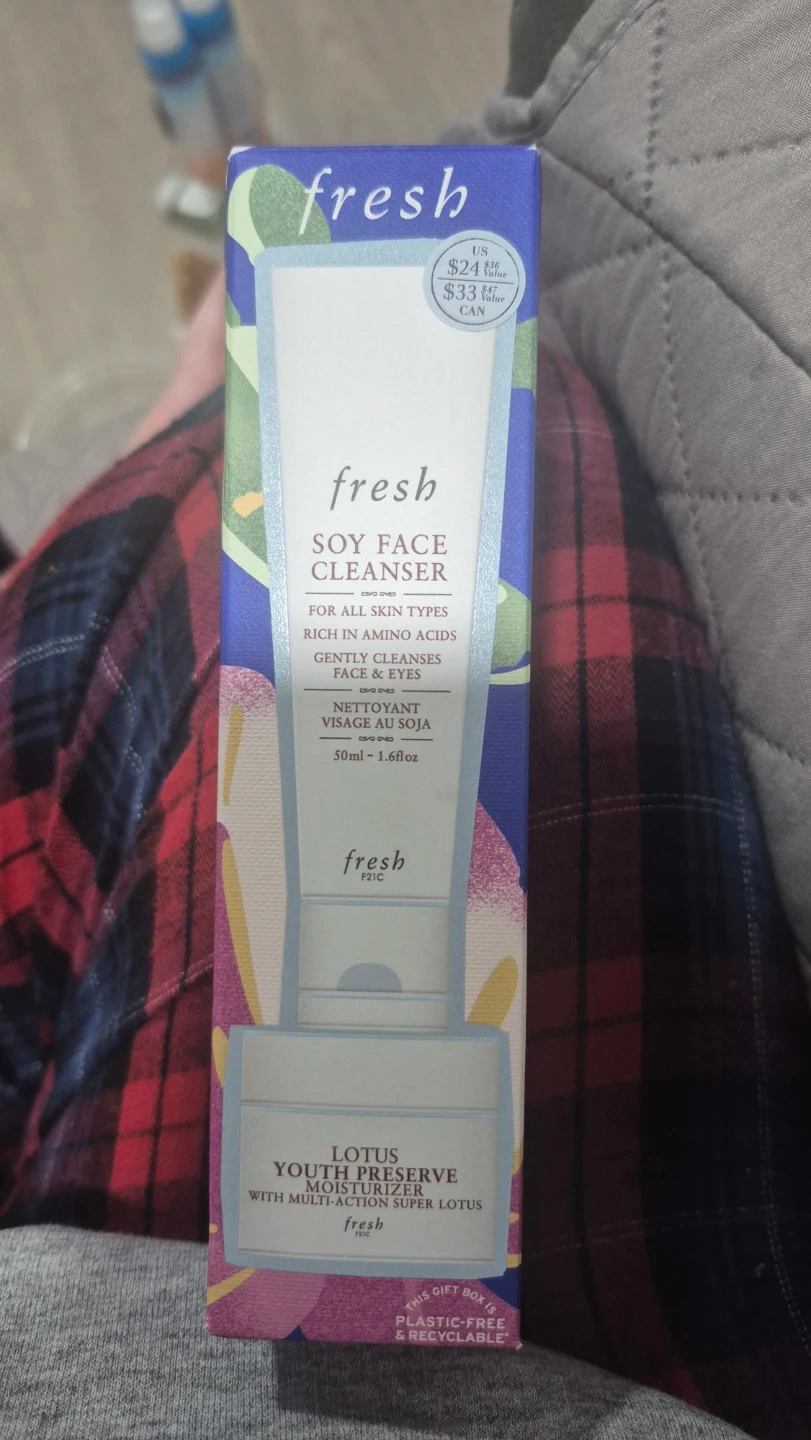 fresh
US
$24 $36 Value
$33 $47 Value
CAN
fresh
SOY FACE
CLEANSER
FOR ALL SKIN TYPES
RICH IN AMINO ACIDS
GENTLY CLEANSES
FACE & EYES
NETTOYANT
VISAGE AU SOJA
50ml - 1.6fl oz
fresh
F21C
LOTUS
YOUTH PRESERVE
MOISTURIZER
WITH MULTI-ACTION SUPER LOTUS
fresh
F21C
THIS GIFT BOX IS
PLASTIC-FREE
& RECYCLABLE*